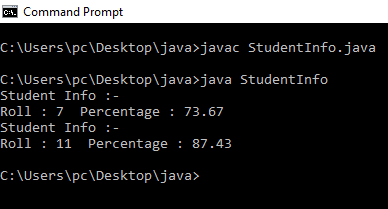 Command Prompt
C:\Users\pc\Desktop\java>javac StudentInfo.java
C:\Users\pc\Desktop\java>java StudentInfo
Student Info :-
Roll : 7  Percentage : 73.67
Student Info :-
Roll : 11  Percentage : 87.43
C:\Users\pc\Desktop\java>